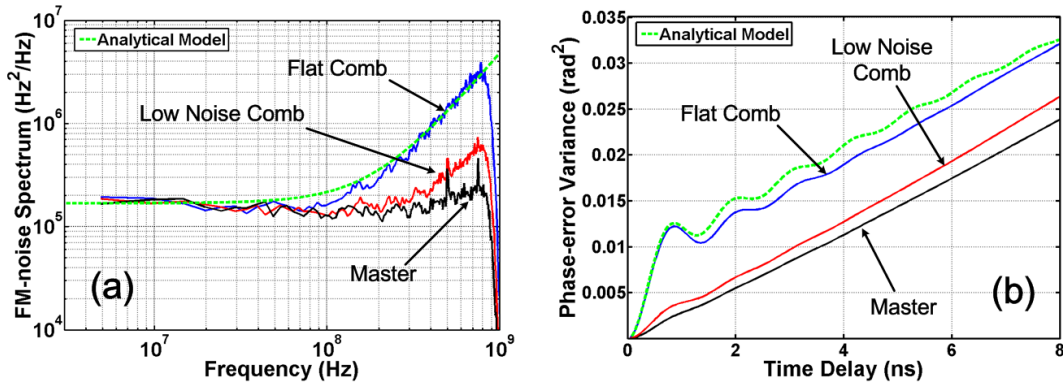 FM-noise Spectrum (Hz²/Hz)
10⁷
10⁶
10⁵
10⁴
Analytical Model
Flat Comb
Low Noise Comb
Master
(a)
10⁷
10⁸
10⁹
Frequency (Hz)
Phase-error Variance (rad²)
0.035
0.03
0.025
0.02
0.015
0.01
0.005
Analytical Model
Low Noise
Comb
Flat Comb
Master
(b)
0
2
4
6
8
Time Delay (ns)